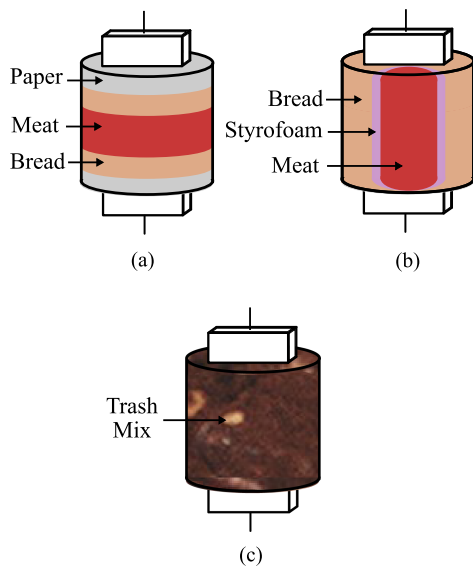 Paper
Meat
Bread
(a)
Bread
Styrofoam
Meat
(b)
Trash
Mix
(c)